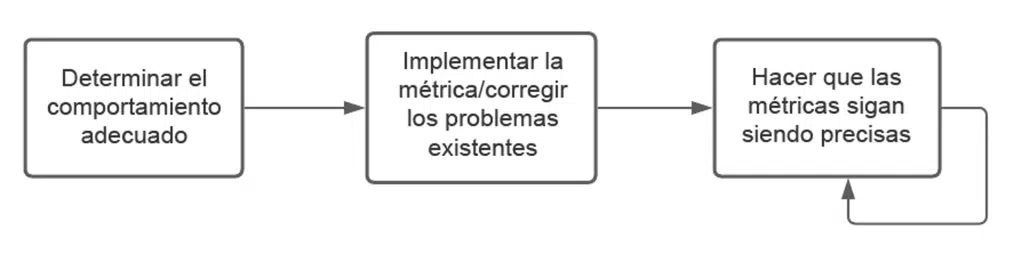 Determinar el
comportamiento
adecuado
Implementar la
métrica/corregir
los problemas
existentes
Hacer que las
métricas sigan
siendo precisas